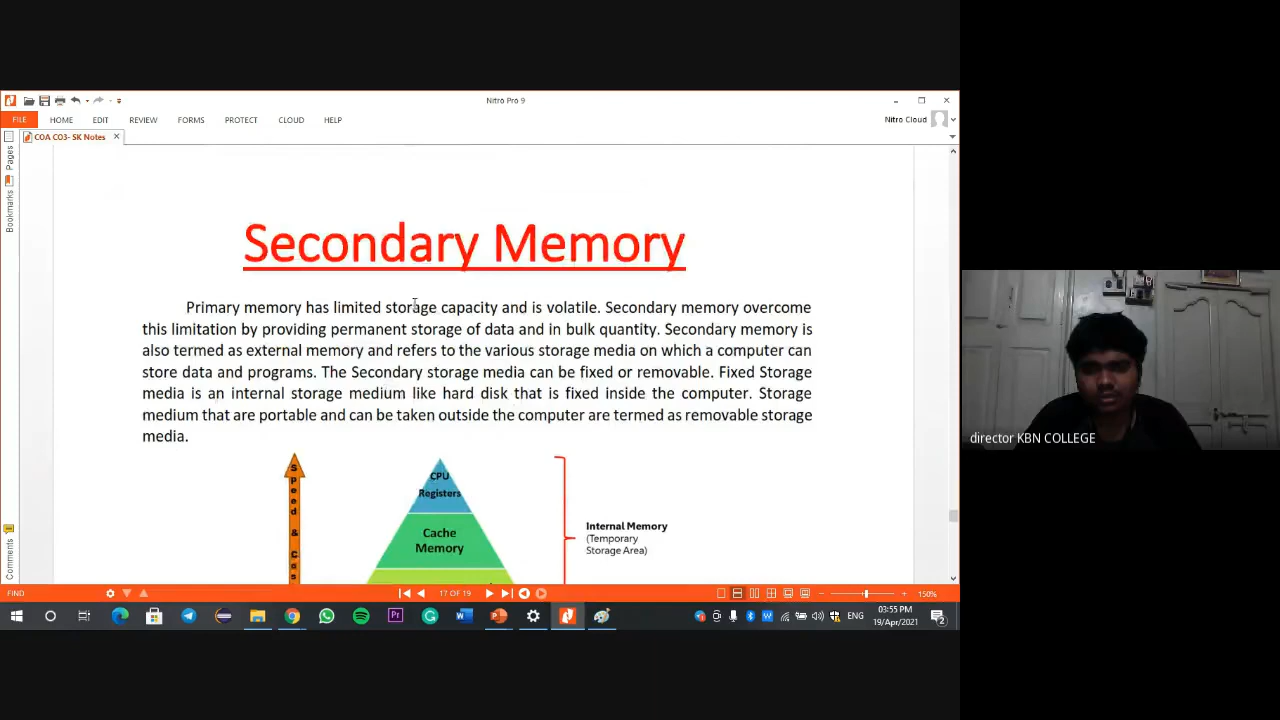 Nitro Pro 9
FILE HOME EDIT REVIEW FORMS PROTECT CLOUD HELP
Nitro Cloud
COA CO3- SK Notes
Pages
Bookmarks
Comments
Secondary Memory
Primary memory has limited storage capacity and is volatile. Secondary memory overcome
this limitation by providing permanent storage of data and in bulk quantity. Secondary memory is
also termed as external memory and refers to the various storage media on which a computer can
store data and programs. The Secondary storage media can be fixed or removable. Fixed Storage
media is an internal storage medium like hard disk that is fixed inside the computer. Storage
medium that are portable and can be taken outside the computer are termed as removable storage
media.
Speed & Cos
CPU
Registers
Cache
Memory
Internal Memory
(Temporary
Storage Area)
FIND
17 OF 19
150%
ENG
03:55 PM
19/Apr/2021
2
director KBN COLLEGE